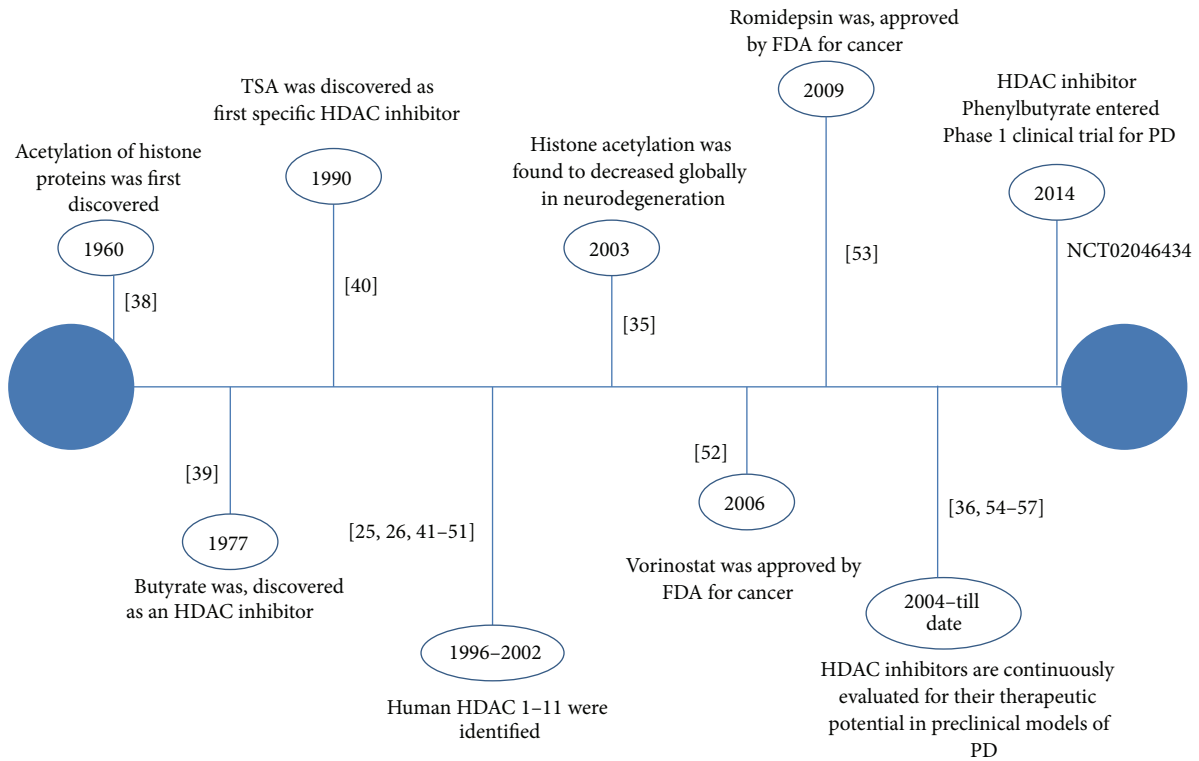 Acetylation of histone
proteins was first
discovered
1960
[38]
[39]
1977
Butyrate was, discovered
as an HDAC inhibitor
TSA was discovered as
first specific HDAC inhibitor
1990
[40]
[25, 26, 41–51]
1996–2002
Human HDAC 1–11 were
identified
Histone acetylation was
found to decreased globally
in neurodegeneration
2003
[35]
[52]
2006
Vorinostat was approved by
FDA for cancer
Romidepsin was, approved
by FDA for cancer
2009
[53]
[36, 54–57]
2004–till
date
HDAC inhibitors are continuously
evaluated for their therapeutic
potential in preclinical models of
PD
HDAC inhibitor
Phenylbutyrate entered
Phase 1 clinical trial for PD
2014
NCT02046434